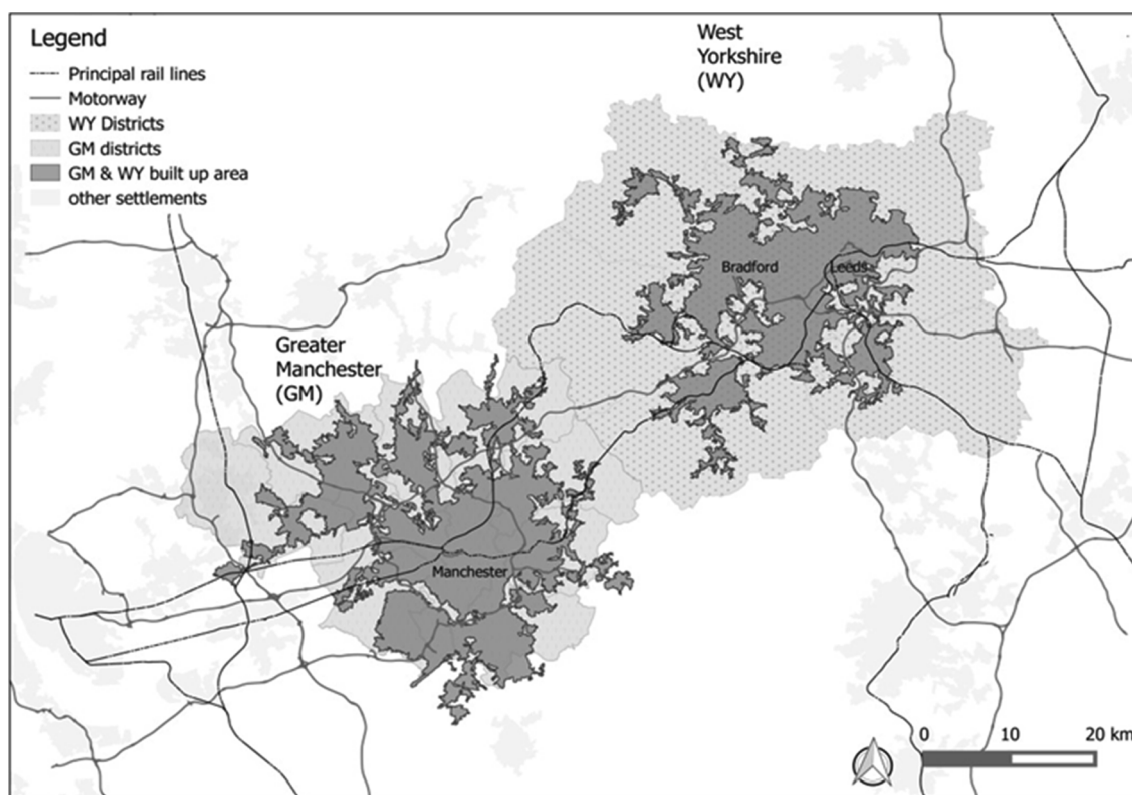 Legend
Principal rail lines
Motorway
WY Districts
GM districts
GM & WY built up area
other settlements
West
Yorkshire
(WY)
Greater
Manchester
(GM)
Bradford
Leeds
Manchester
0 10 20 km